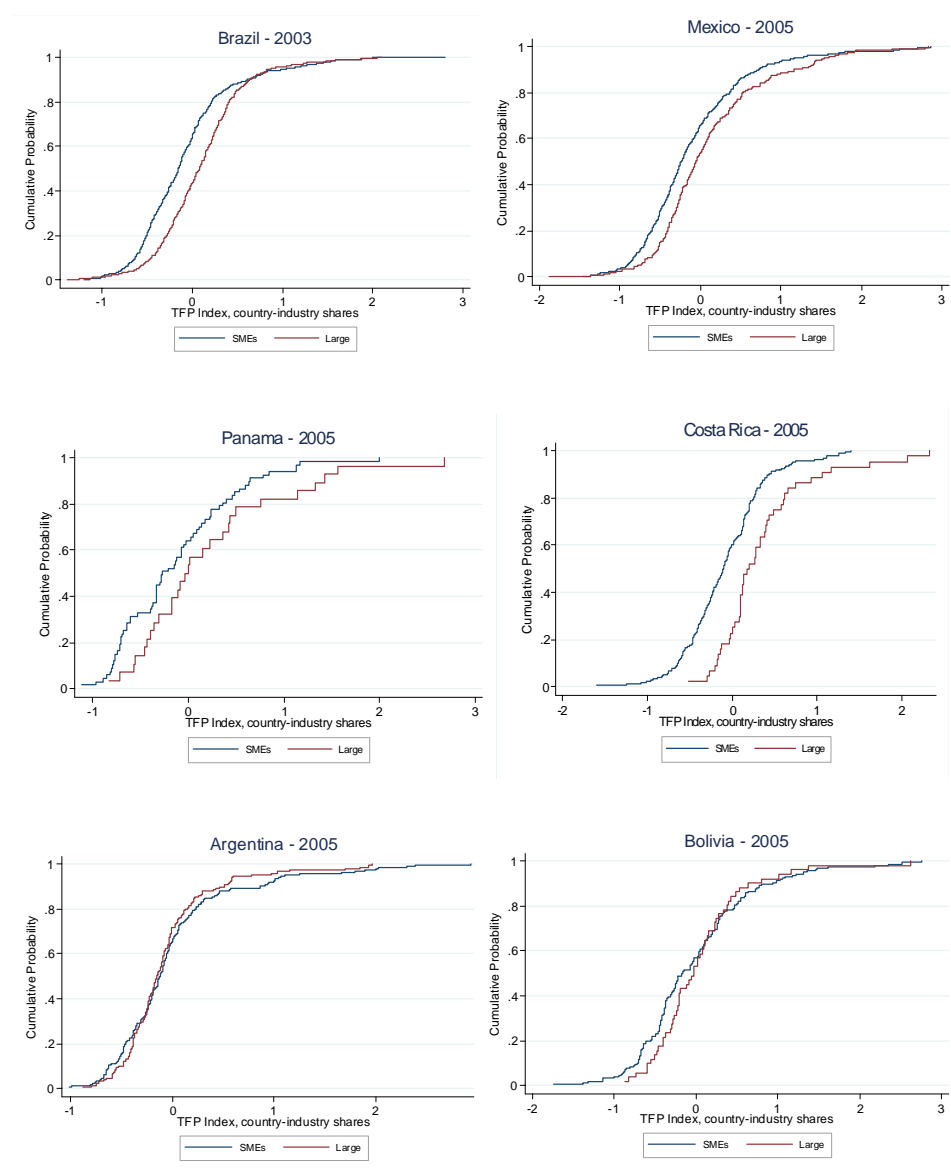 Brazil - 2003
Cumulative Probability
1
.8
.6
.4
.2
0
-1 0 1 2 3
TFP Index, country-industry shares
SMEs Large
Mexico - 2005
Cumulative Probability
1
.8
.6
.4
.2
0
-2 -1 0 1 2 3
TFP Index, country-industry shares
SMEs Large
Panama - 2005
Cumulative Probability
1
.8
.6
.4
.2
0
-1 0 1 2 3
TFP Index, country-industry shares
SMEs Large
Costa Rica - 2005
Cumulative Probability
1
.8
.6
.4
.2
0
-2 -1 0 1 2
TFP Index, country-industry shares
SMEs Large
Argentina - 2005
Cumulative Probability
1
.8
.6
.4
.2
0
-1 0 1 2
TFP Index, country-industry shares
SMEs Large
Bolivia - 2005
Cumulative Probability
1
.8
.6
.4
.2
0
-2 -1 0 1 2 3
TFP Index, country-industry shares
SMEs Large